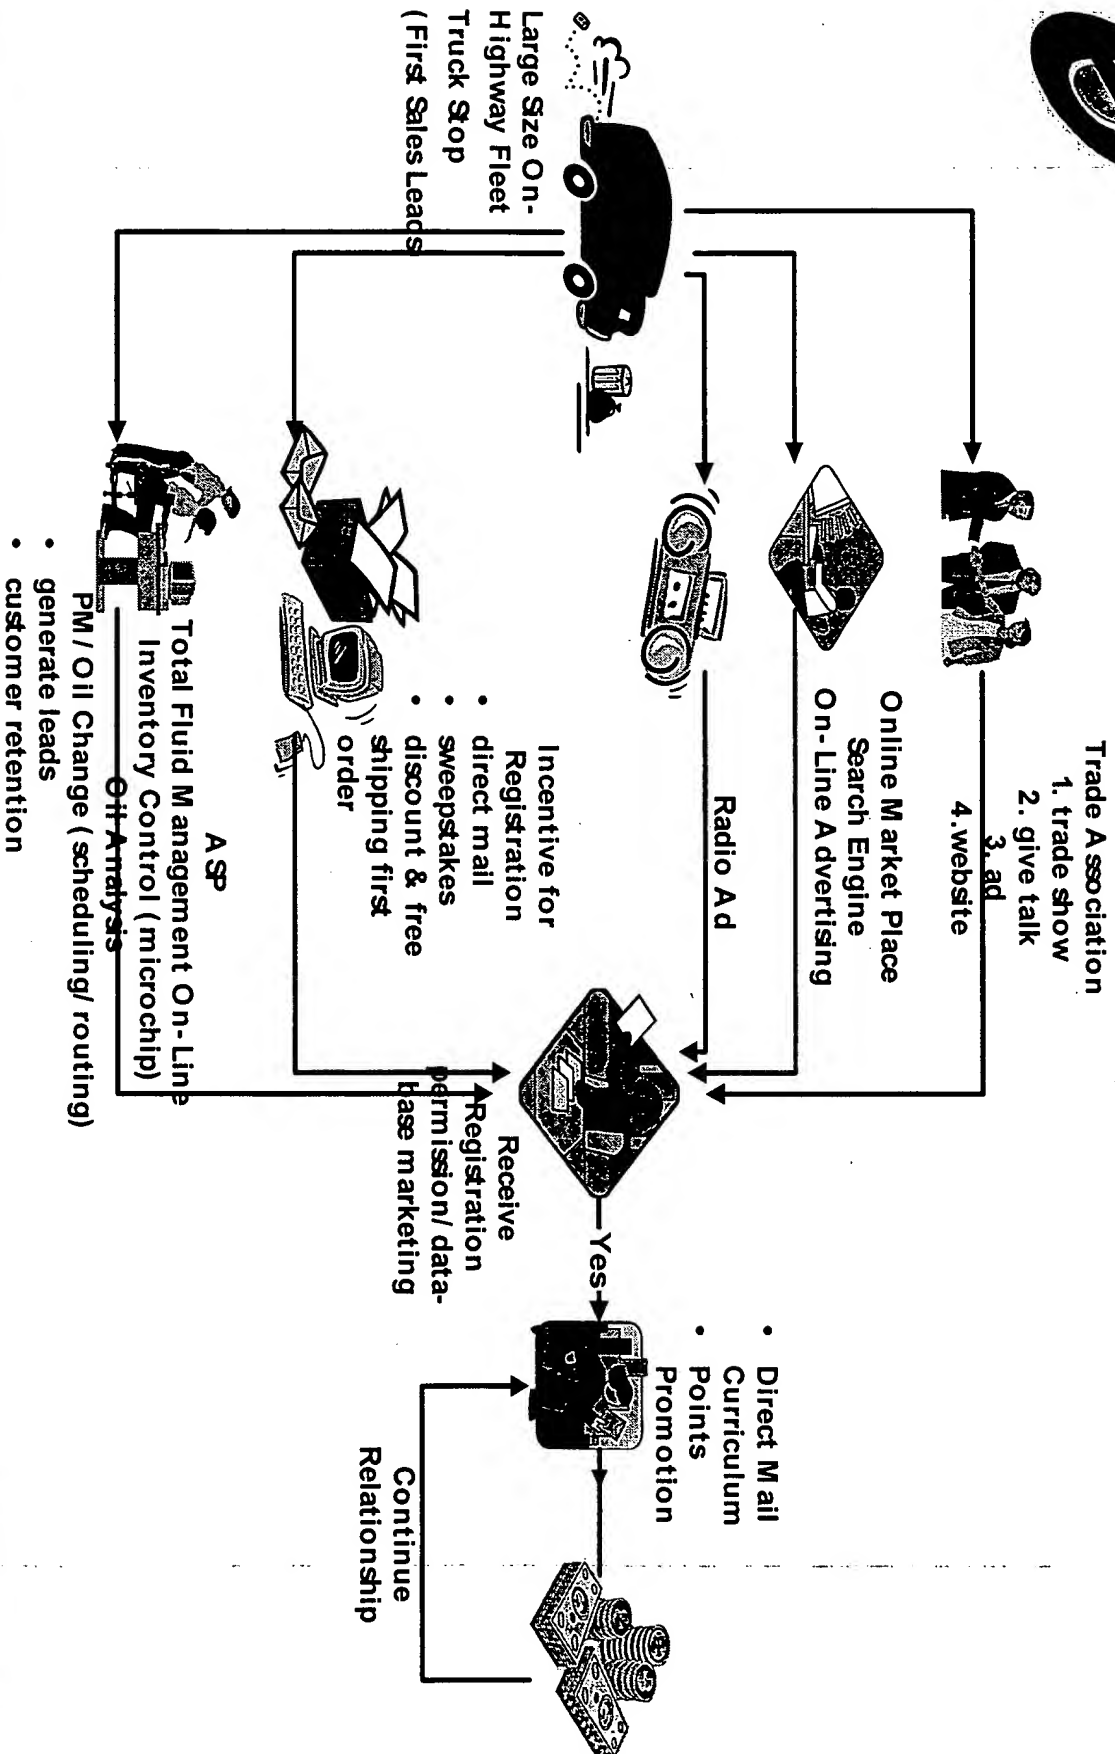 Trade Association
1. trade show
2. give talk
3. ad
4. website
Online Market Place
Search Engine
On-Line Advertising
Radio Ad
Large Size On-
Highway Fleet
Truck Stop
(First Sales Leads)
Incentive for
Registration
• direct mail
• sweepstakes
• discount & free
shipping first
order
ASP
Total Fluid Management On-Line
Inventory Control (microchip)
Oil Analysis
PM/Oil Change (scheduling/routing)
• generate leads
• customer retention
Receive
Registration
permission/data-
base marketing
Yes
• Direct Mail
Curriculum
• Points
Promotion
Continue
Relationship